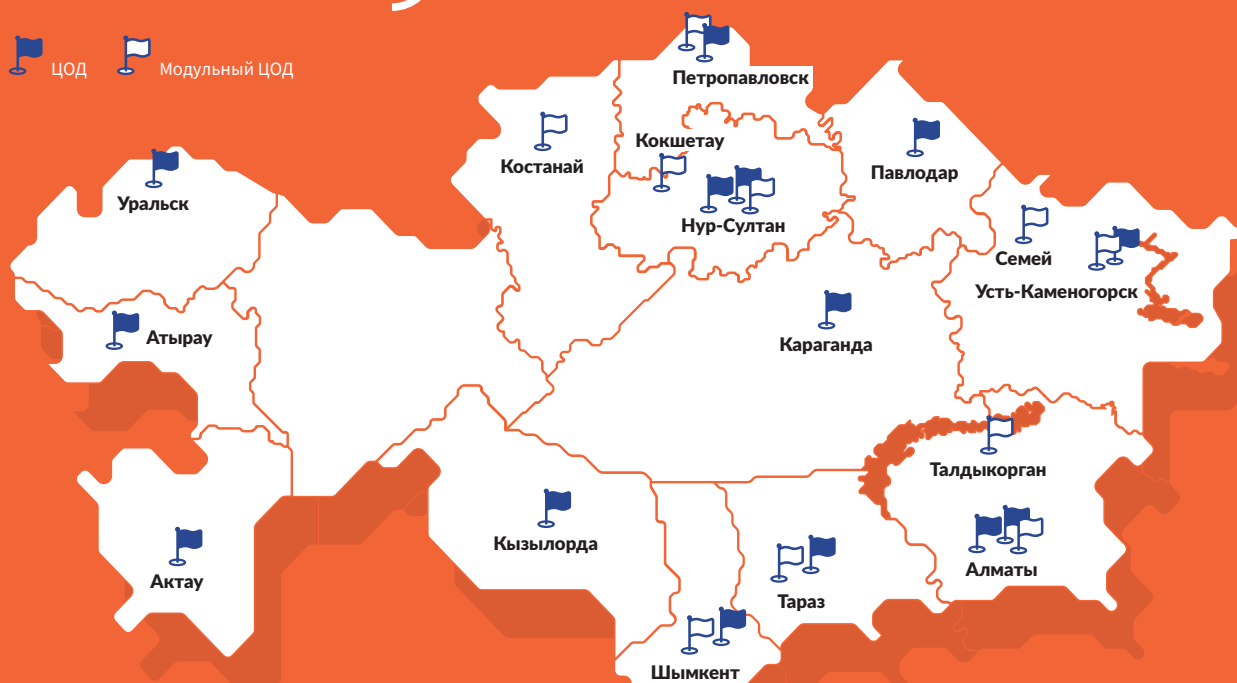 ЦОД
Модульный ЦОД
Петропавловск
Кокшетау
Костанай
Павлодар
Уральск
Нур-Султан
Семей
Усть-Каменогорск
Атырау
Караганда
Талдыкорган
Кызылорда
Алматы
Актау
Тараз
Шымкент